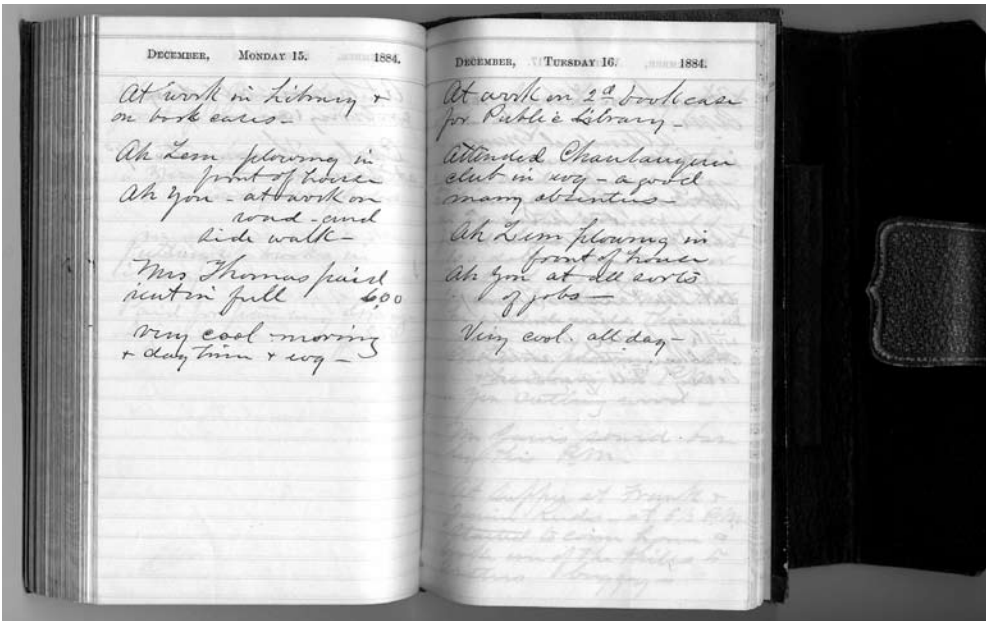 DECEMBER, MONDAY 15. 1884.
At work in Library +
on book cases -
Ah Lem plowing in
front of house
Ah You - at work on
road - and
side walk -
Mrs Thomas paid
rent in full 6,00
very cool morning
+ day time + evg -
DECEMBER, TUESDAY 16. 1884.
At work on 2d book case
for Public Library -
Attended Chautauqua
club in evg - a good
many absentees -
Ah Lem plowing in
front of house
Ah You at all sorts
of jobs -
Very cool. all day -